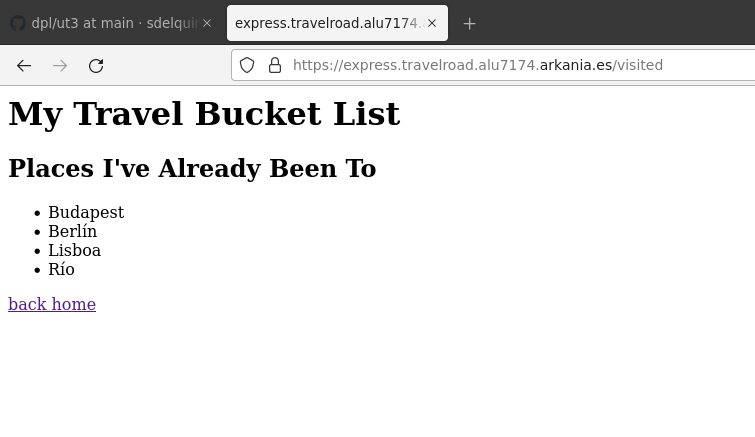 dpl/ut3 at main · sdelquin
express.travelroad.alu7174.
https://express.travelroad.alu7174.arkania.es/visited
My Travel Bucket List
Places I've Already Been To
• Budapest
• Berlín
• Lisboa
• Río
back home